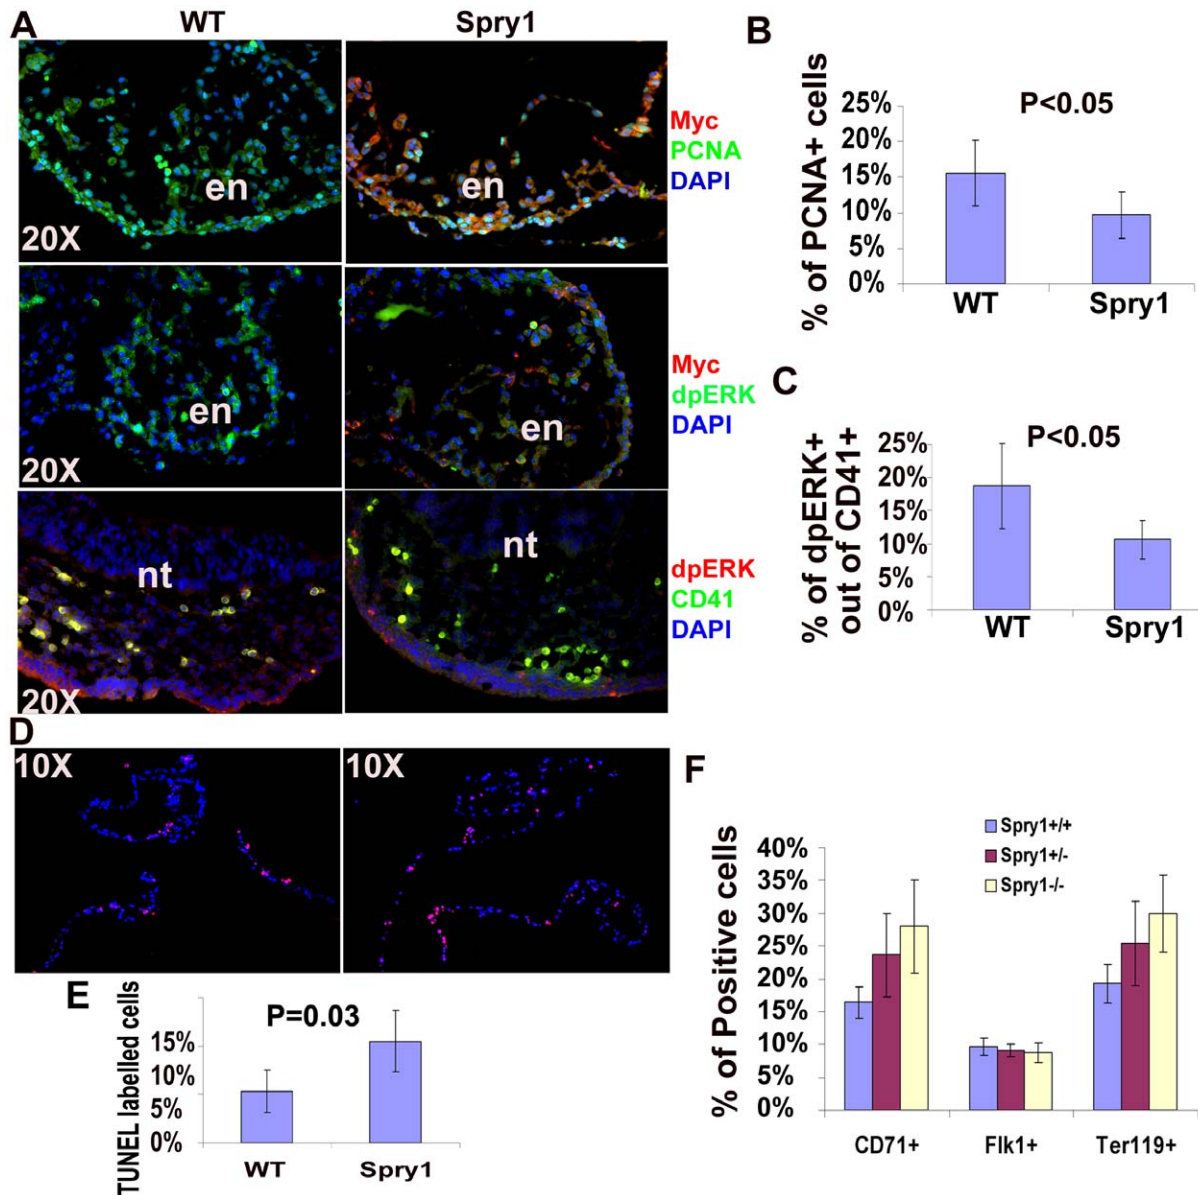 A
WT
Spry1
en
20X
en
Myc
PCNA
DAPI
en
20X
en
Myc
dpERK
DAPI
nt
20X
nt
dpERK
CD41
DAPI
B
% of PCNA+ cells
25%
20%
15%
10%
5%
0%
P<0.05
WT
Spry1
C
% of dpERK+
out of CD41+
25%
20%
15%
10%
5%
0%
P<0.05
WT
Spry1
D
10X
10X
E
TUNEL labelled cells
15%
10%
5%
0%
P=0.03
WT
Spry1
F
% of Positive cells
40%
35%
30%
25%
20%
15%
10%
5%
0%
Spry1+/+
Spry1+/-
Spry1-/-
CD71+
Flk1+
Ter119+